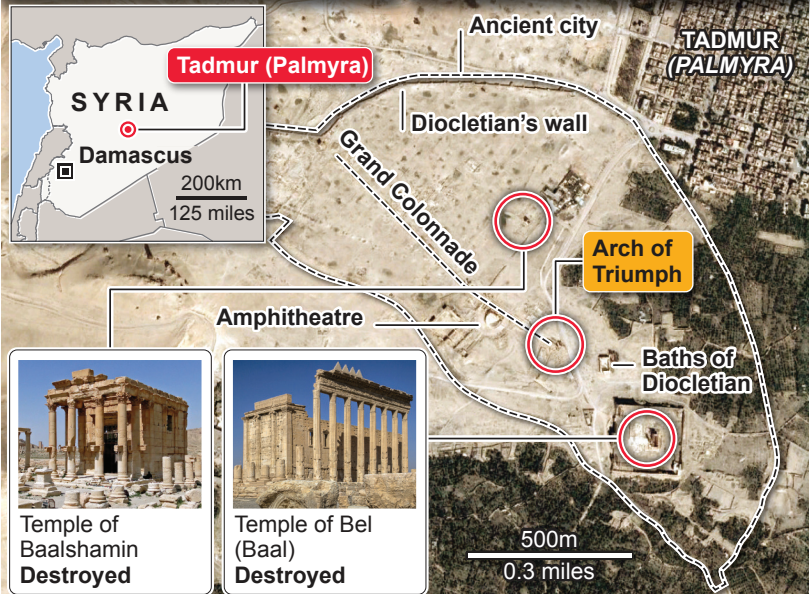 Tadmur (Palmyra)
SYRIA
Damascus
200km
125 miles
Ancient city
TADMUR
(PALMYRA)
Diocletian's wall
Grand Colonnade
Arch of
Triumph
Amphitheatre
Baths of
Diocletian
Temple of
Baalshamin
Destroyed
Temple of Bel
(Baal)
Destroyed
500m
0.3 miles